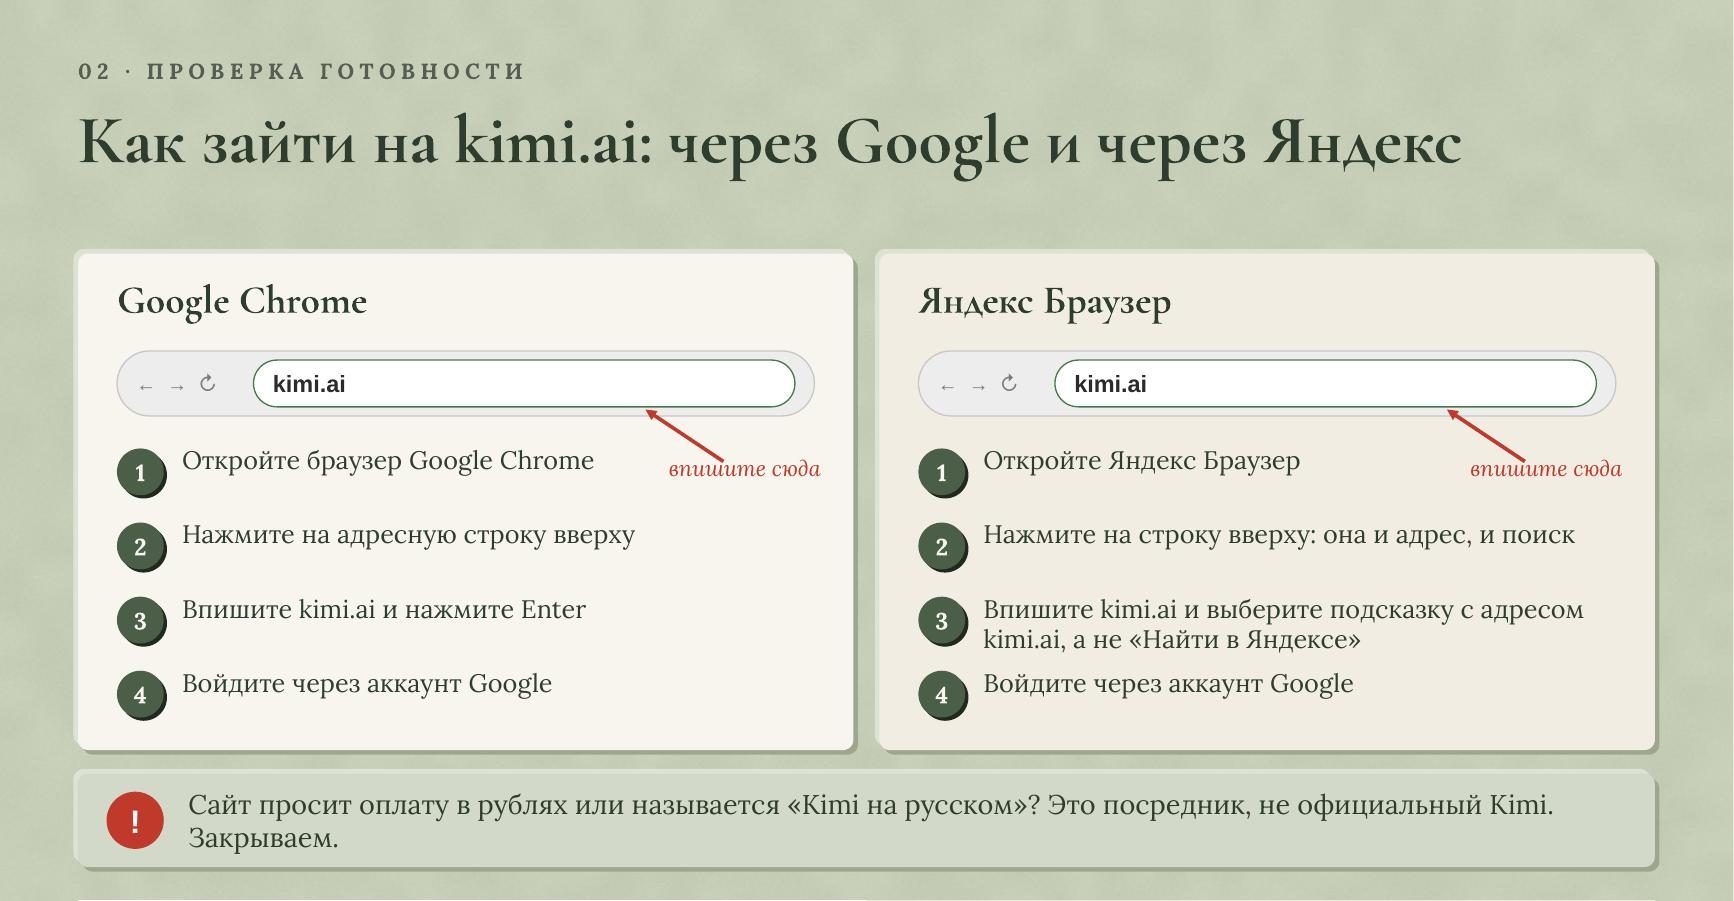 02 · ПРОВЕРКА ГОТОВНОСТИ
Как зайти на kimi.ai: через Google и через Яндекс
Google Chrome
← → ↻ kimi.ai
впишите сюда
1 Откройте браузер Google Chrome
2 Нажмите на адресную строку вверху
3 Впишите kimi.ai и нажмите Enter
4 Войдите через аккаунт Google
Яндекс Браузер
← → ↻ kimi.ai
впишите сюда
1 Откройте Яндекс Браузер
2 Нажмите на строку вверху: она и адрес, и поиск
3 Впишите kimi.ai и выберите подсказку с адресом
kimi.ai, а не «Найти в Яндексе»
4 Войдите через аккаунт Google
! Сайт просит оплату в рублях или называется «Kimi на русском»? Это посредник, не официальный Kimi.
Закрываем.